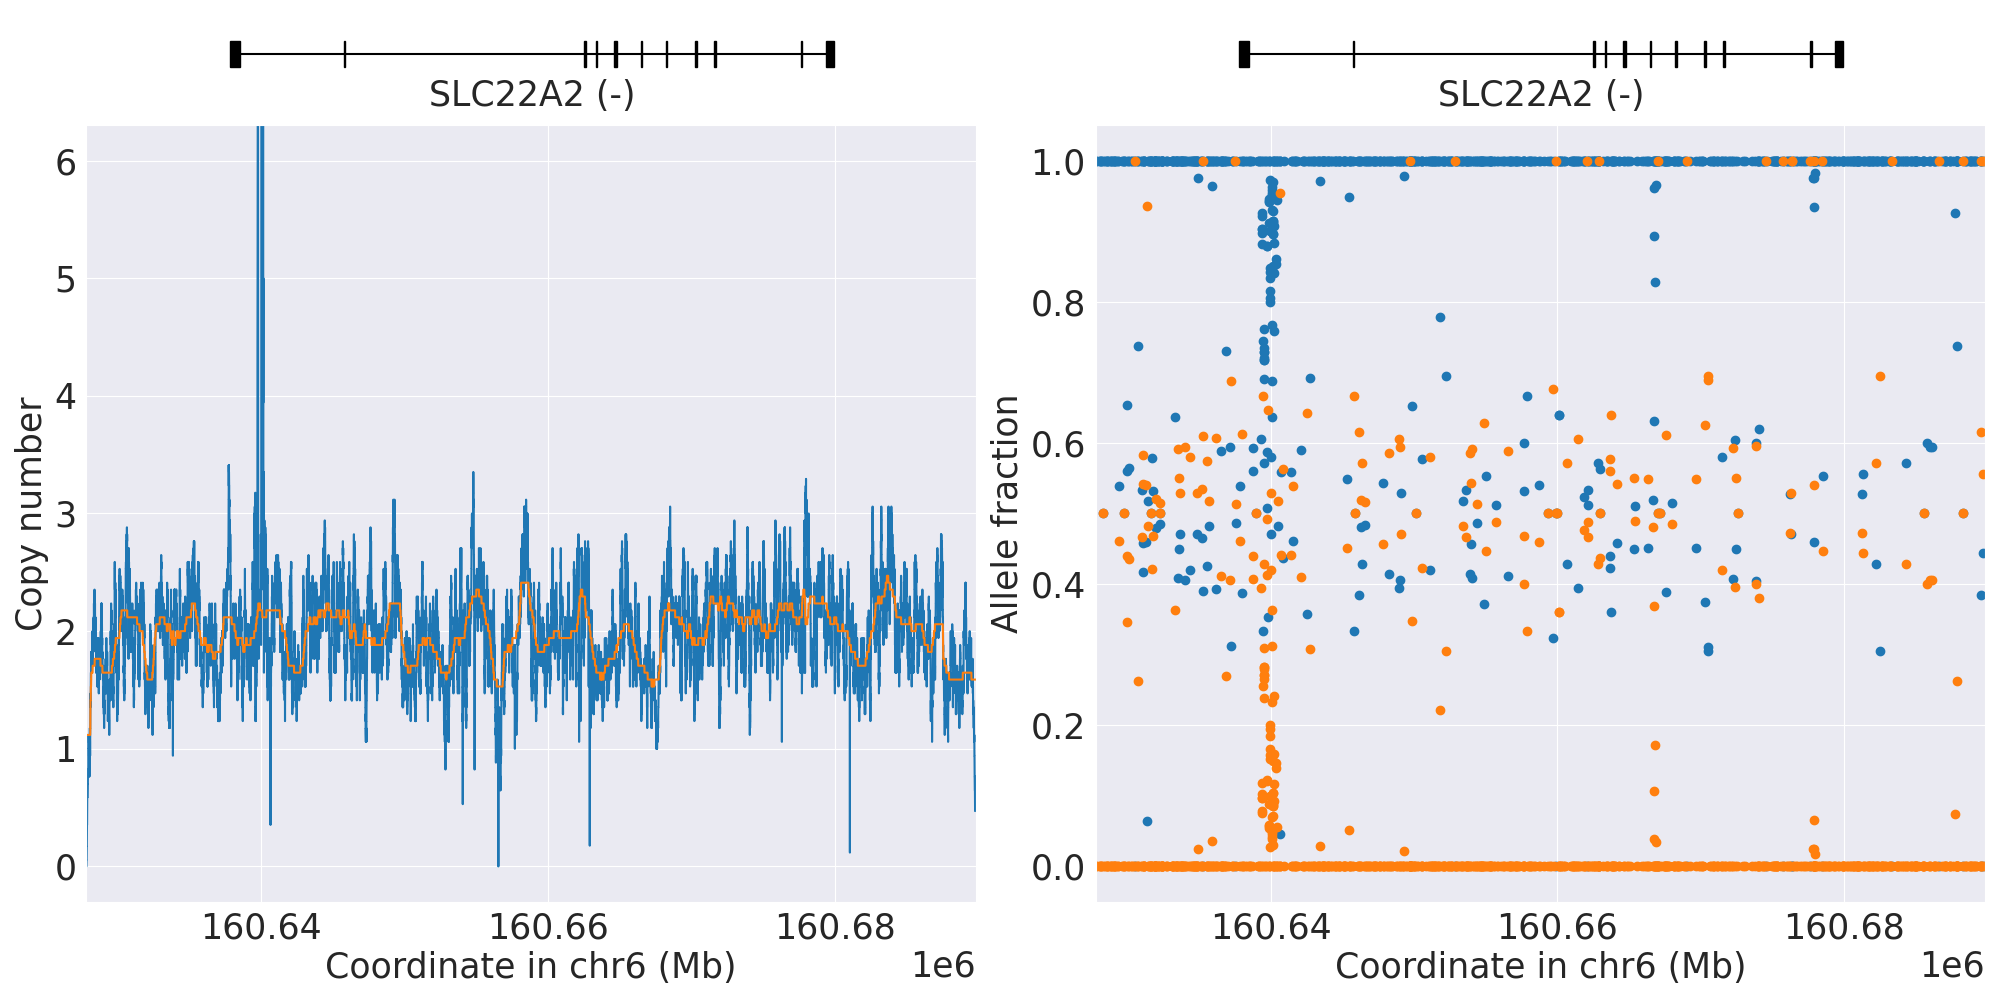 SLC22A2 (-)
6
5
4
3
2
1
0
Copy number
160.64
160.66
160.68
Coordinate in chr6 (Mb)
1e6
SLC22A2 (-)
1.0
0.8
0.6
0.4
0.2
0.0
Allele fraction
160.64
160.66
160.68
Coordinate in chr6 (Mb)
1e6